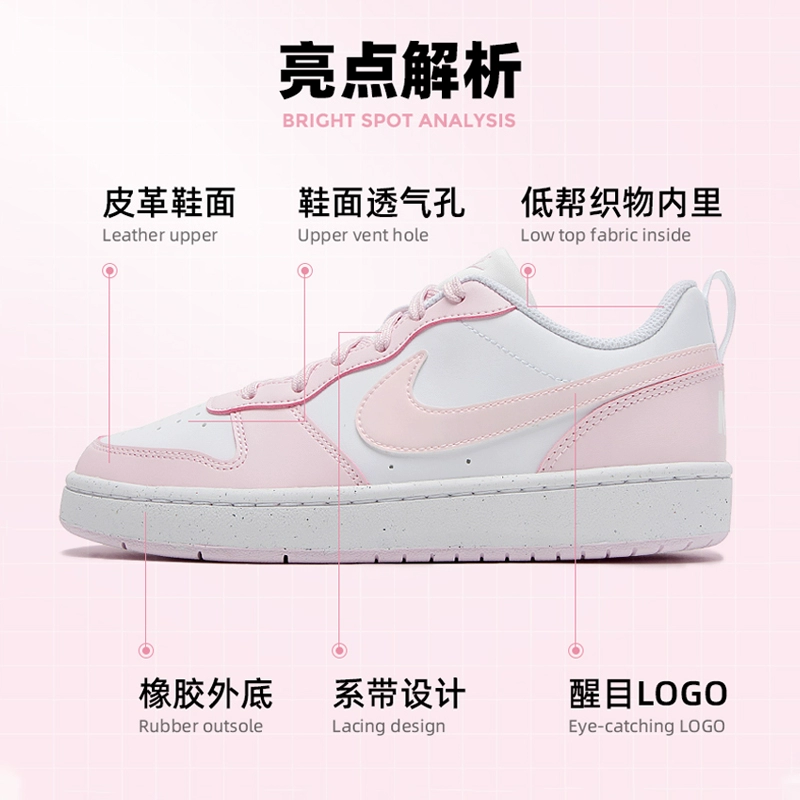 亮点解析
BRIGHT SPOT ANALYSIS
皮革鞋面
Leather upper
鞋面透气孔
Upper vent hole
低帮织物内里
Low top fabric inside
橡胶外底
Rubber outsole
系带设计
Lacing design
醒目LOGO
Eye-catching LOGO